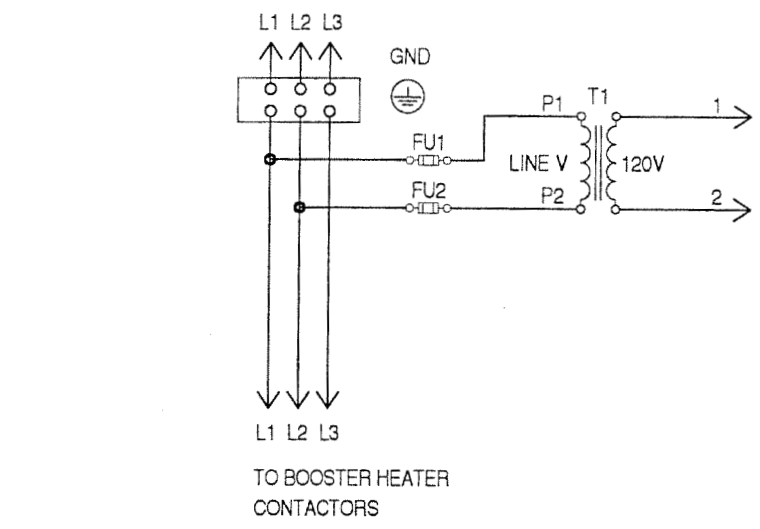 L1 L2 L3
GND
P1 T1 1
FU1
LINE V 120V
FU2
P2 2
L1 L2 L3
TO BOOSTER HEATER
CONTACTORS